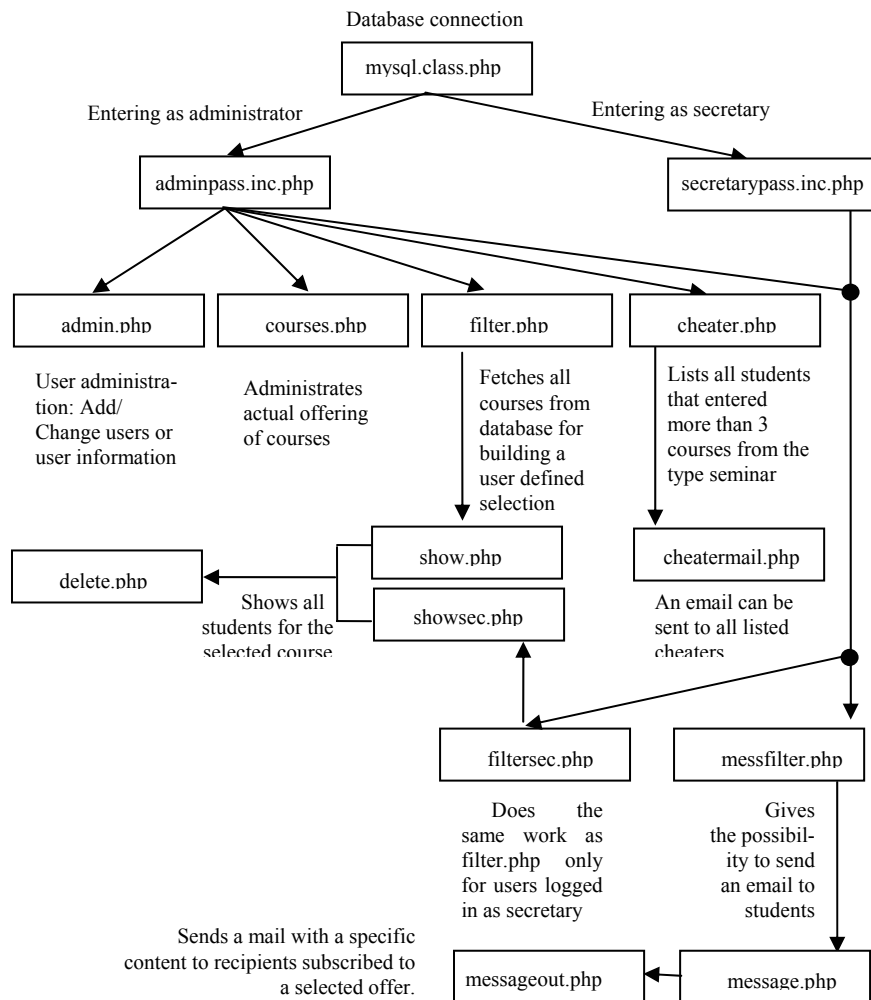 Database connection
mysql.class.php
Entering as administrator
Entering as secretary
adminpass.inc.php
secretarypass.inc.php
admin.php
courses.php
filter.php
cheater.php
User administra-
tion: Add/
Change users or
user information
Administrates
actual offering
of courses
Fetches all
courses from
database for
building a
user defined
selection
Lists all students
that entered
more than 3
courses from the
type seminar
show.php
cheatermail.php
delete.php
Shows all
students for the
selected course
showsec.php
An email can be
sent to all listed
cheaters
filtersec.php
messfilter.php
Does the
same work as
filter.php only
for users logged
in as secretary
Gives
the possibil-
ity to send
an email to
students
Sends a mail with a specific
content to recipients subscribed to
a selected offer.
messageout.php
message.php